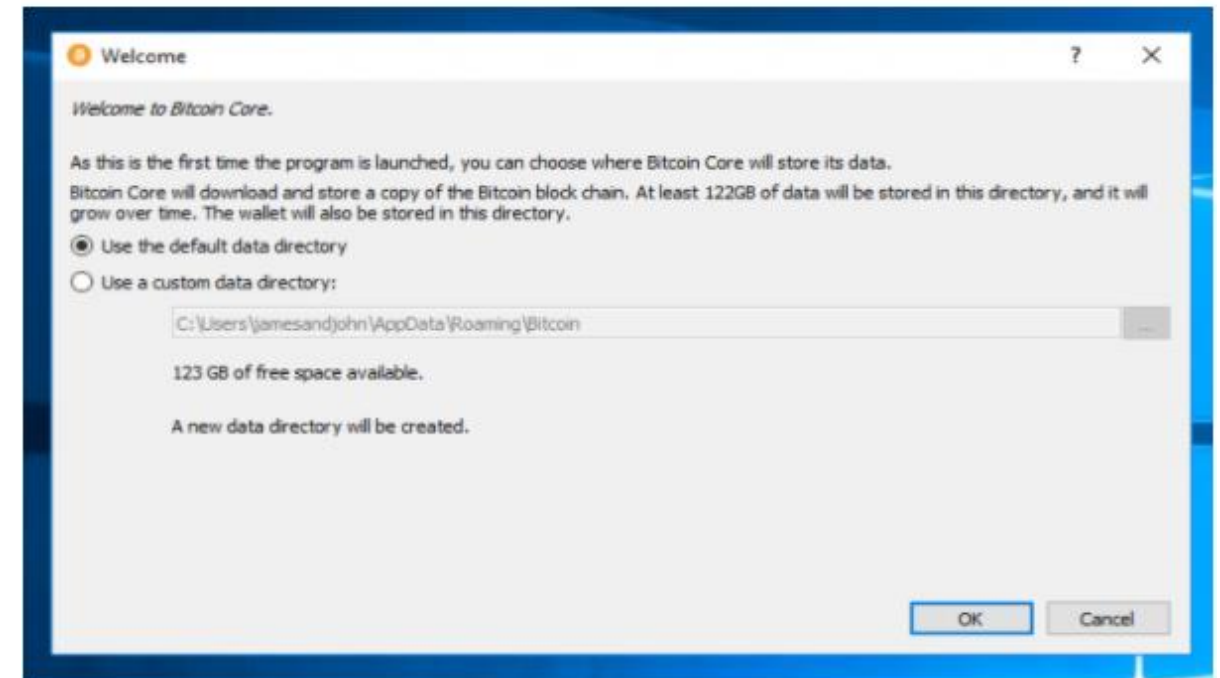 Welcome
?
Welcome to Bitcoin Core.
As this is the first time the program is launched, you can choose where Bitcoin Core will store its data.
Bitcoin Core will download and store a copy of the Bitcoin block chain. At least 122GB of data will be stored in this directory, and it will
grow over time. The wallet will also be stored in this directory.
Use the default data directory
Use a custom data directory:
C:\Users\jamesandjohn\AppData\Roaming\Bitcoin
...
123 GB of free space available.
A new data directory will be created.
OK
Cancel